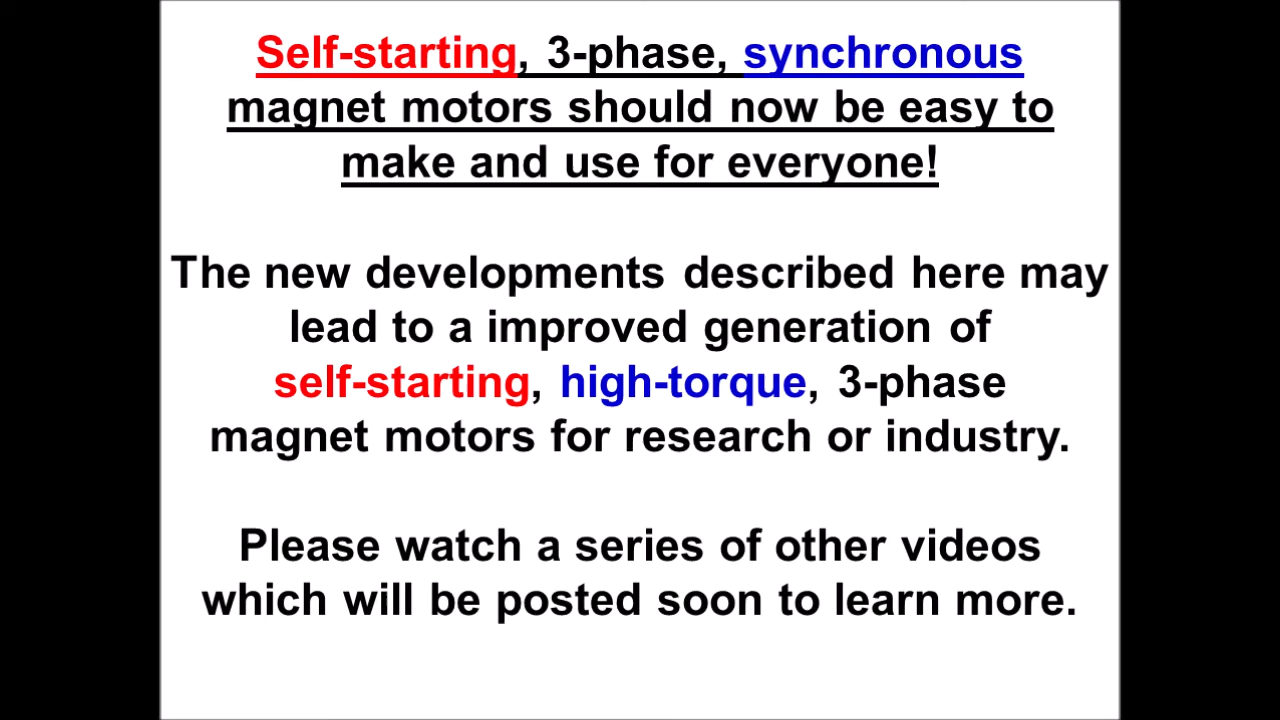 Self-starting, 3-phase, synchronous
magnet motors should now be easy to
make and use for everyone!
The new developments described here may
lead to a improved generation of
self-starting, high-torque, 3-phase
magnet motors for research or industry.
Please watch a series of other videos
which will be posted soon to learn more.